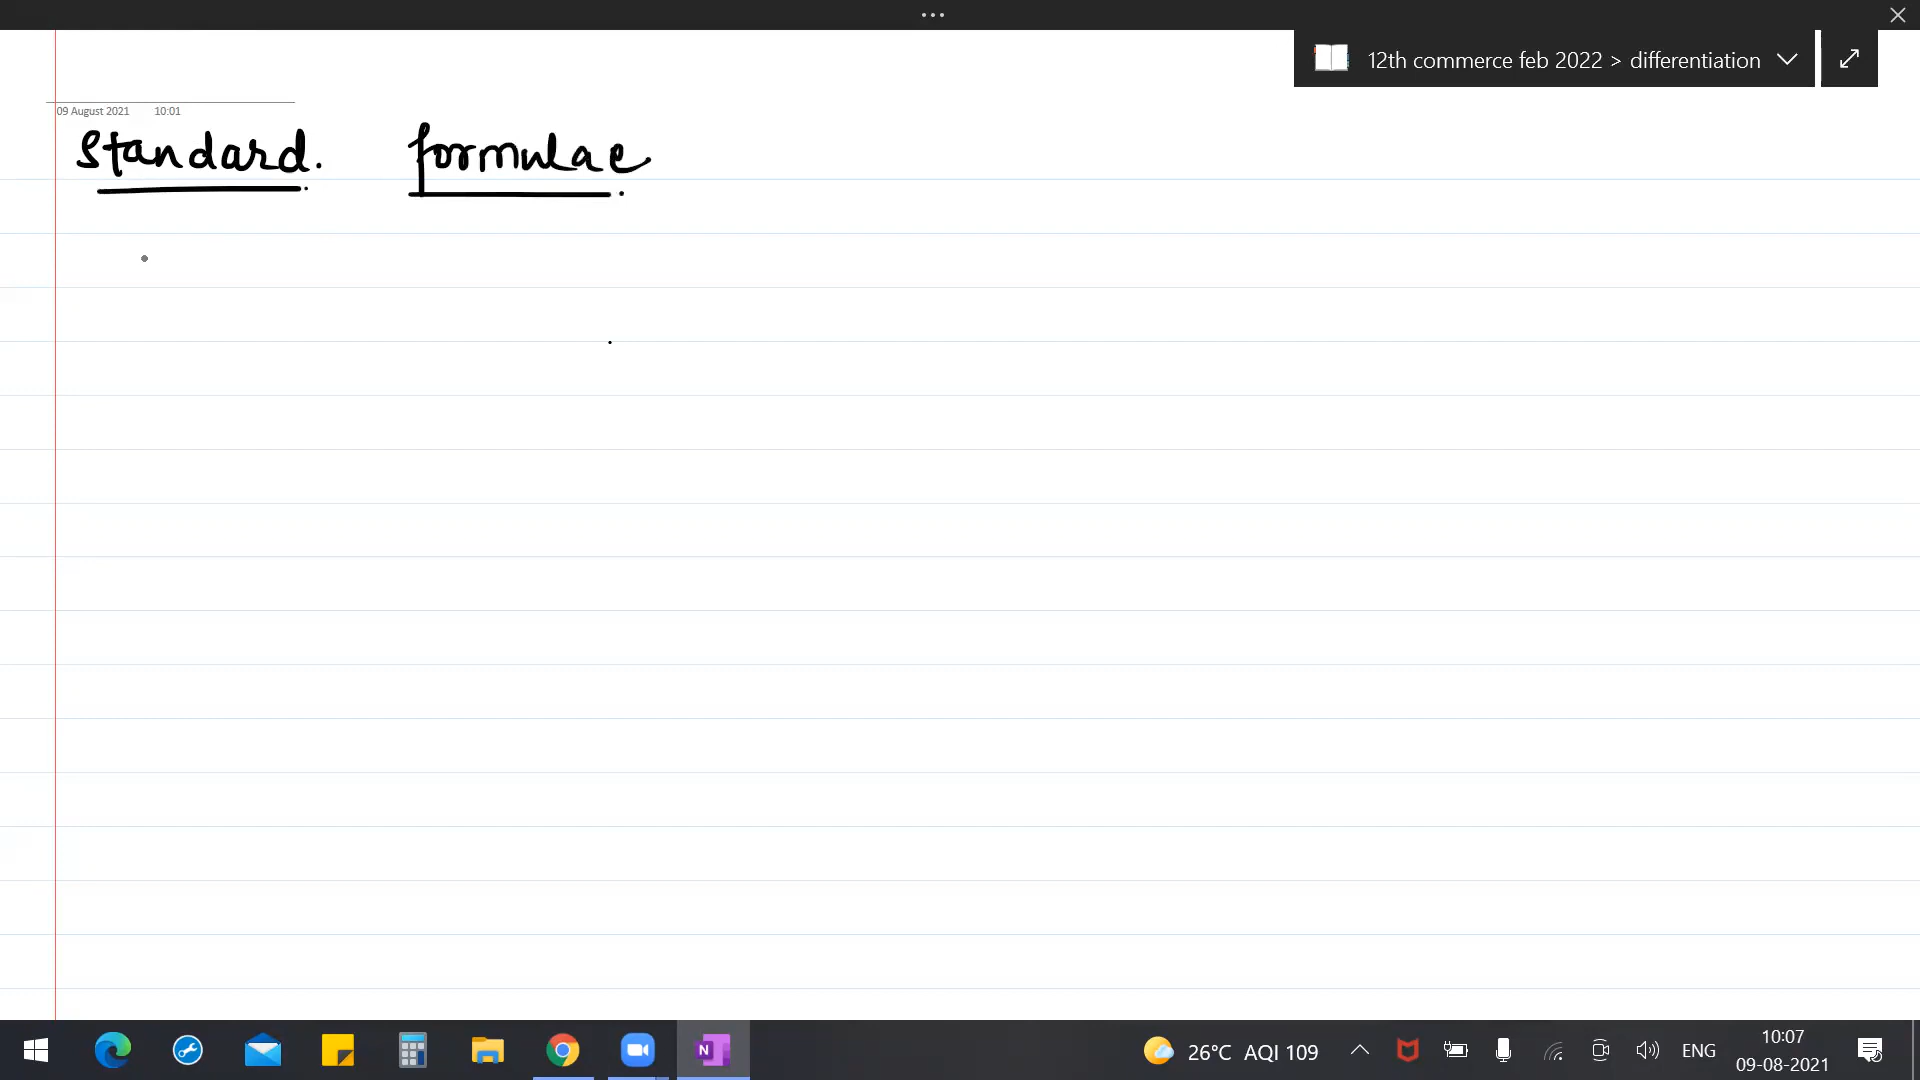 12th commerce feb 2022 > differentiation
09 August 2021 10:01
Standard. formulae
26°C AQI 109 ENG 10:07
09-08-2021